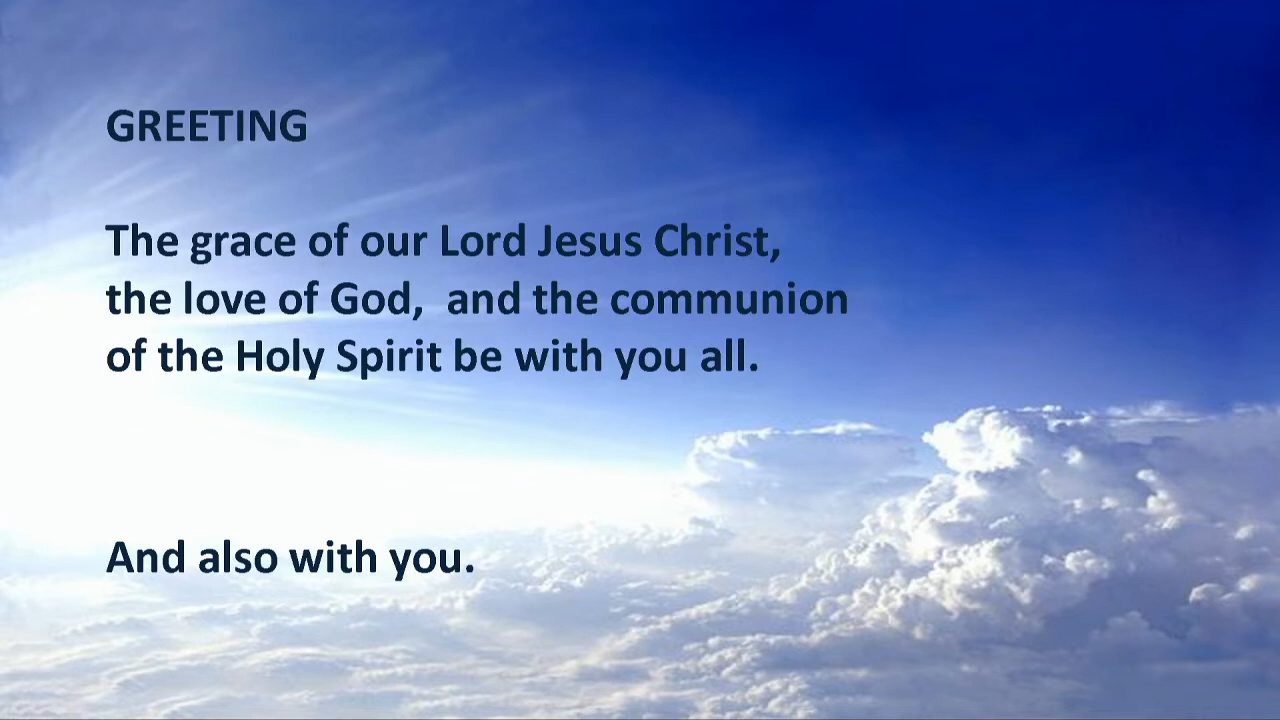 GREETING
The grace of our Lord Jesus Christ,
the love of God,  and the communion
of the Holy Spirit be with you all.
And also with you.